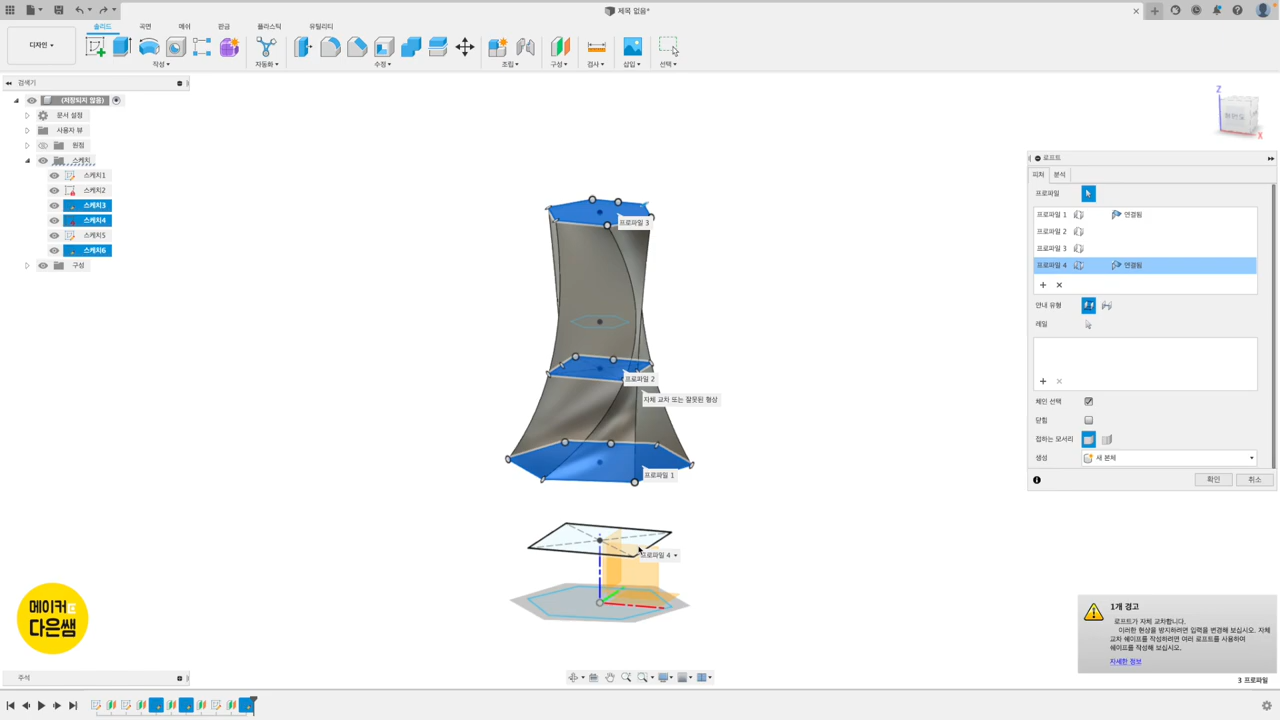 제목 없음*
솔리드 곡면 메쉬 판금 플라스틱 유틸리티
디자인
작성 자동화 수정 조립 구성 검사 삽입 선택
검색기
(저장되지 않음)
문서 설정
사용자 뷰
원점
스케치
스케치1
스케치2
스케치3
스케치4
스케치5
스케치6
구성
Z
X
프로파일 3
프로파일 2
자체 교차 또는 잘못된 형상
프로파일 1
프로파일 4
로프트
피처 분석
프로파일
프로파일 1 연결됨
프로파일 2
프로파일 3
프로파일 4 연결됨
안내 유형
레일
체인 선택
닫힘
접하는 모서리
생성 새 본체
확인 취소
메이커
다은쌤
1개 경고
로프트가 자체 교차합니다.
이러한 현상을 방지하려면 입력을 변경해 보십시오. 자체
교차 쉐이프를 작성하려면 여러 로프트를 사용하여
쉐이프를 작성해 보십시오.
자세한 정보
주석
3 프로파일